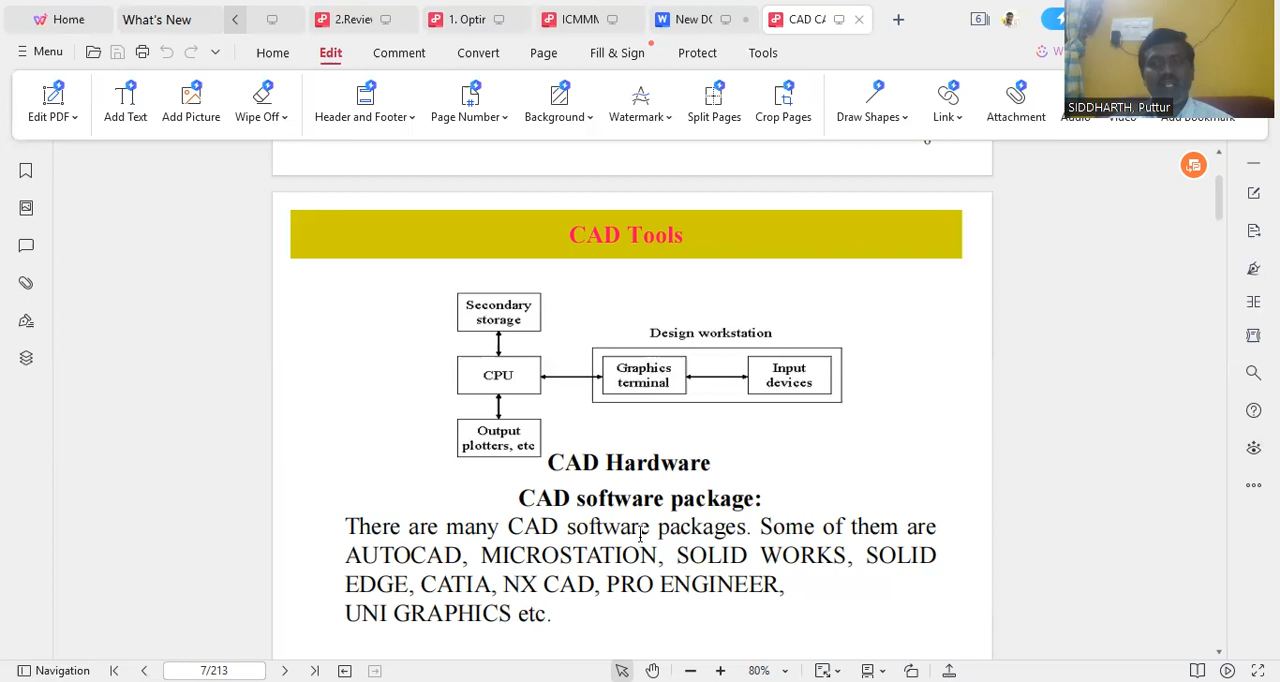 Home
What's New
2.Revie
1. Optir
ICMMM
New DO
CAD CA
6
Menu
Home
Edit
Comment
Convert
Page
Fill & Sign
Protect
Tools
Edit PDF
Add Text
Add Picture
Wipe Off
Header and Footer
Page Number
Background
Watermark
Split Pages
Crop Pages
Draw Shapes
Link
Attachment
SIDDHARTH, Puttur
CAD Tools
Secondary
storage
Design workstation
CPU
Graphics
terminal
Input
devices
Output
plotters, etc
CAD Hardware
CAD software package:
There are many CAD software packages. Some of them are
AUTOCAD, MICROSTATION, SOLID WORKS, SOLID
EDGE, CATIA, NX CAD, PRO ENGINEER,
UNI GRAPHICS etc.
Navigation
7/213
80%